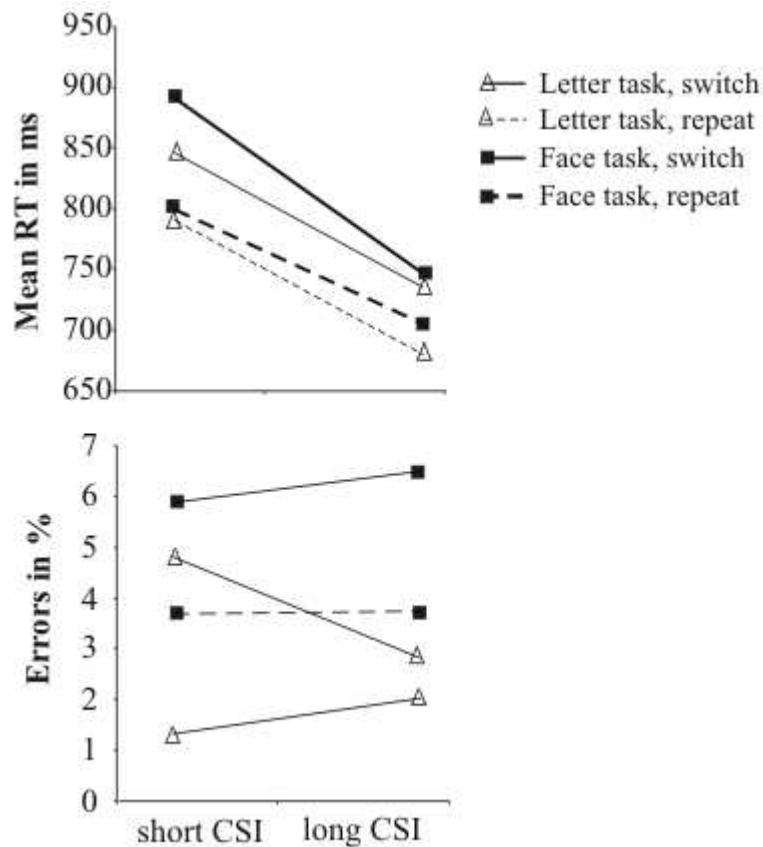 950
900
850
800
750
700
650
Mean RT in ms
Letter task, switch
Letter task, repeat
Face task, switch
Face task, repeat
7
6
5
4
3
2
1
0
Errors in %
short CSI long CSI